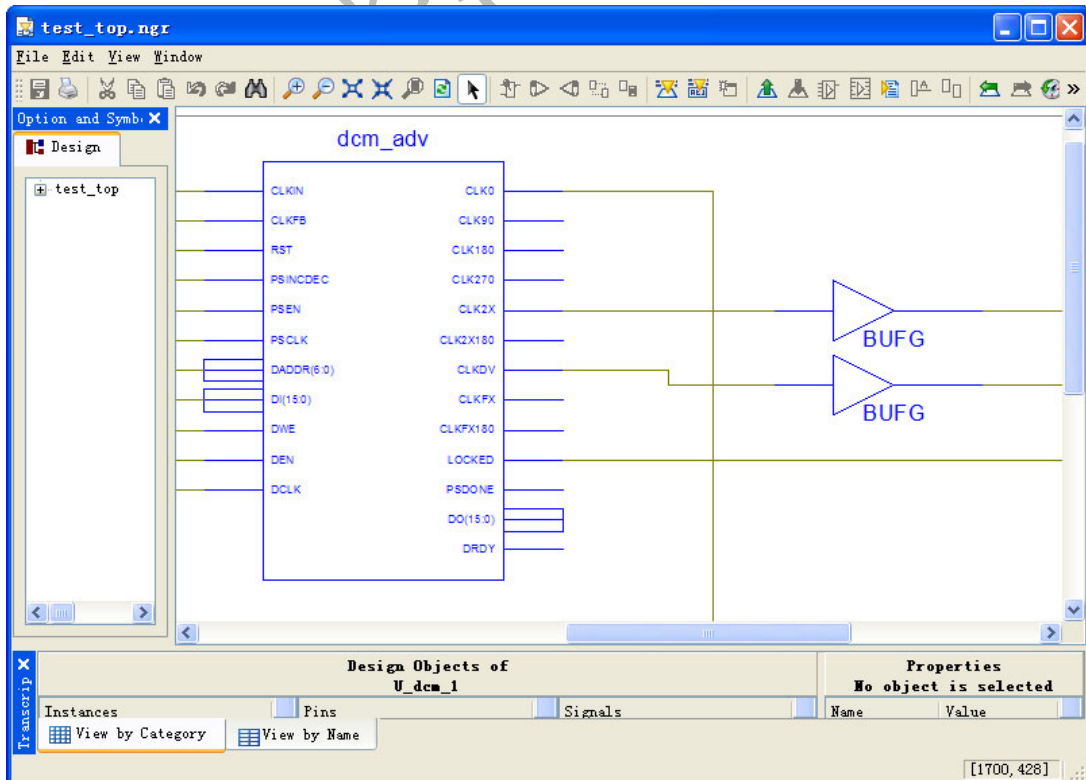 test_top.ngr
File Edit View Window
Option and Symb
Design
test_top
dcm_adv
CLKIN CLK0
CLKFB CLK90
RST CLK180
PSINCDEC CLK270
PSEN CLK2X
BUFG
PSCLK CLK2X180
DADDR(6:0) CLKDV
DI(15:0) CLKFX
BUFG
DWE CLKFX180
DEN LOCKED
DCLK PSDONE
DO(15:0)
DRDY
Transcrip
Design Objects of
U_dcm_1
Properties
No object is selected
Instances Pins Signals Name Value
View by Category View by Name
[1700,428]